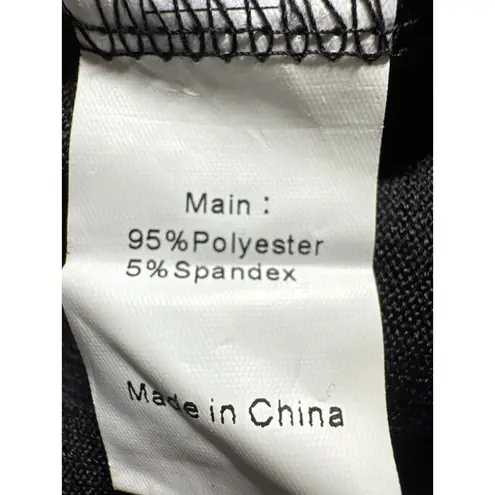 Main :
95%Polyester
5%Spandex
Made in China